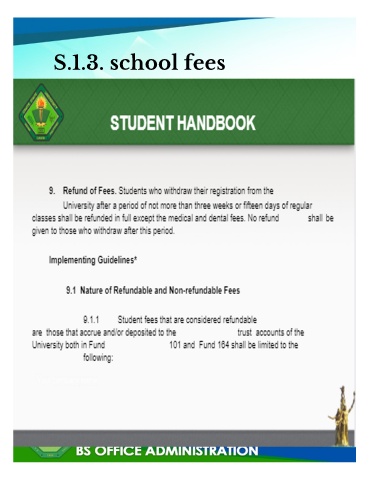 S.1.3. school fees
STUDENT HANDBOOK
9. Refund of Fees. Students who withdraw their registration from the
University after a period of not more than three weeks or fifteen days of regular
classes shall be refunded in full except the medical and dental fees. No refund shall be
given to those who withdraw after this period.
Implementing Guidelines*
9.1 Nature of Refundable and Non-refundable Fees
9.1.1 Student fees that are considered refundable
are those that accrue and/or deposited to the trust accounts of the
University both in Fund 101 and Fund 164 shall be limited to the
following:
BS OFFICE ADMINISTRATION